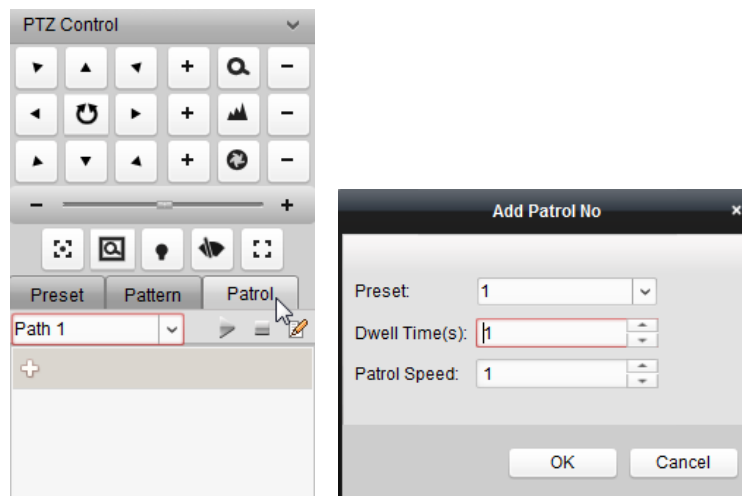 PTZ Control
+ −
+ −
+ −
− +
Preset Pattern Patrol
Path 1
Add Patrol No ×
Preset: 1
Dwell Time(s): 1
Patrol Speed: 1
OK Cancel